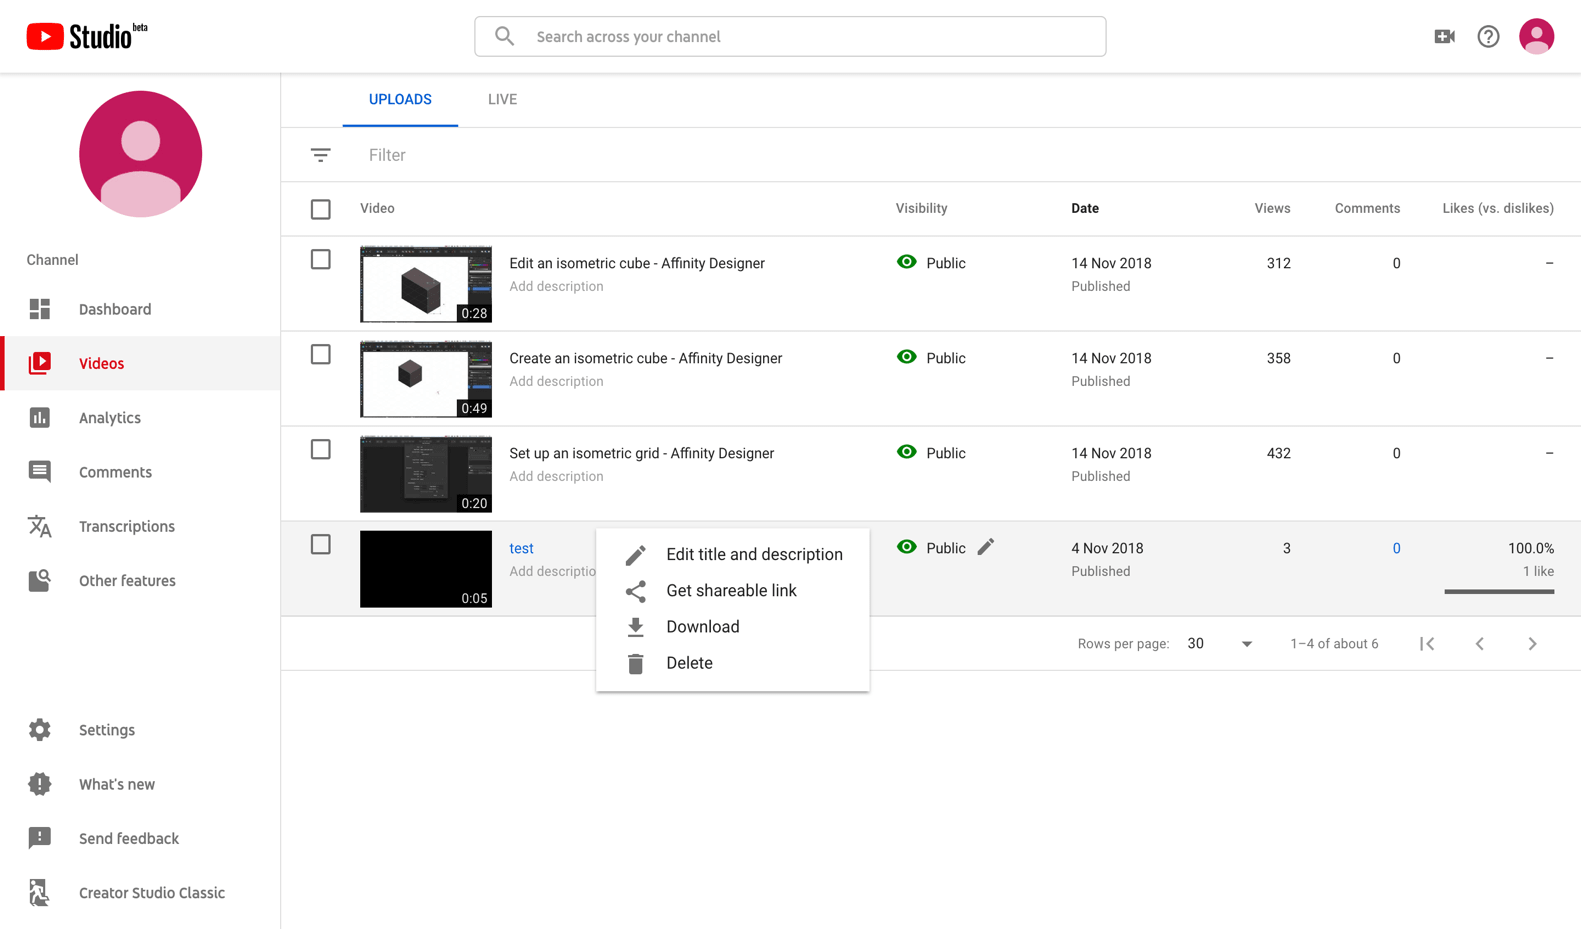 Studio beta
Search across your channel
UPLOADS LIVE
Filter
Video Visibility Date Views Comments Likes (vs. dislikes)
Channel
Dashboard
Videos
Analytics
Comments
Transcriptions
Other features
Settings
What's new
Send feedback
Creator Studio Classic
Edit an isometric cube - Affinity Designer Public 14 Nov 2018 312 0 –
Add description Published
0:28
Create an isometric cube - Affinity Designer Public 14 Nov 2018 358 0 –
Add description Published
0:49
Set up an isometric grid - Affinity Designer Public 14 Nov 2018 432 0 –
Add description Published
0:20
test Public 4 Nov 2018 3 0 100.0%
Add descriptio Published 1 like
0:05
Edit title and description
Get shareable link
Download
Delete
Rows per page: 30 1–4 of about 6